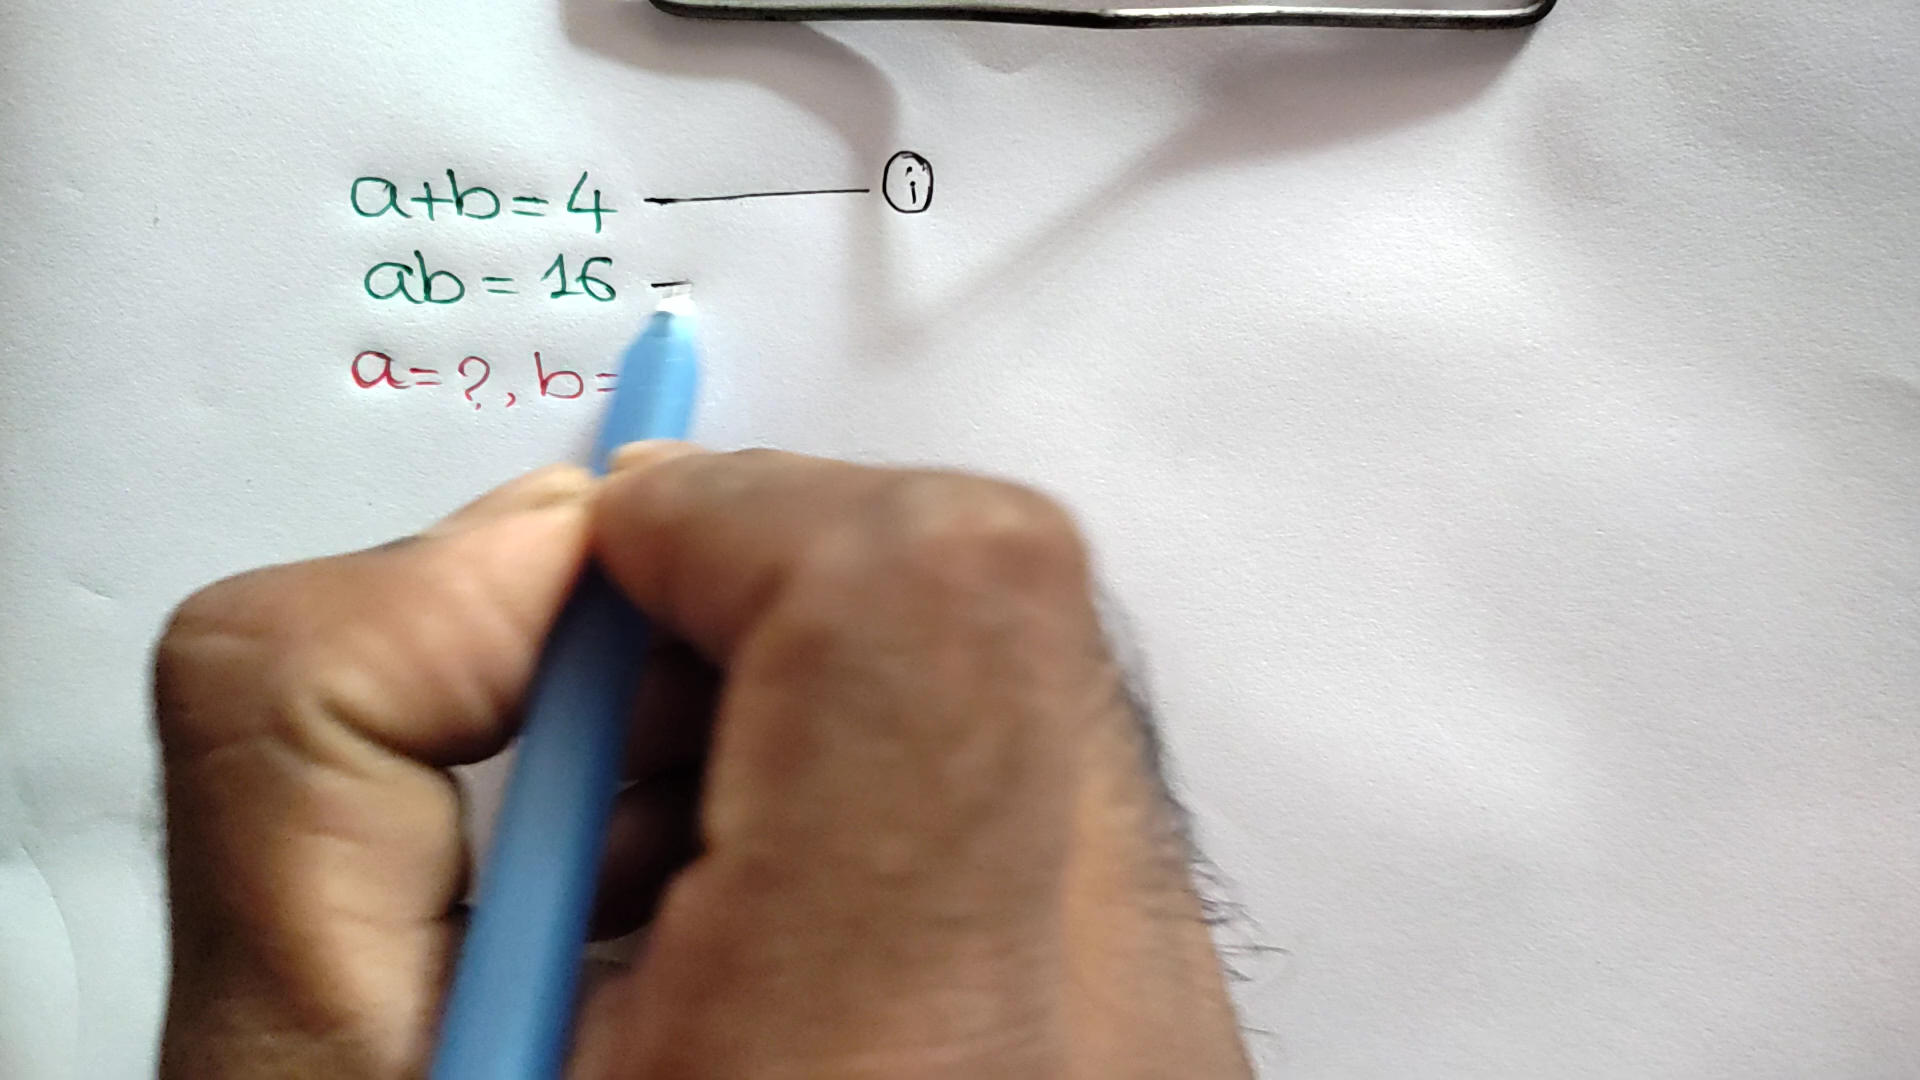 a+b=4 — (i)
ab=16 —
a=?, b=